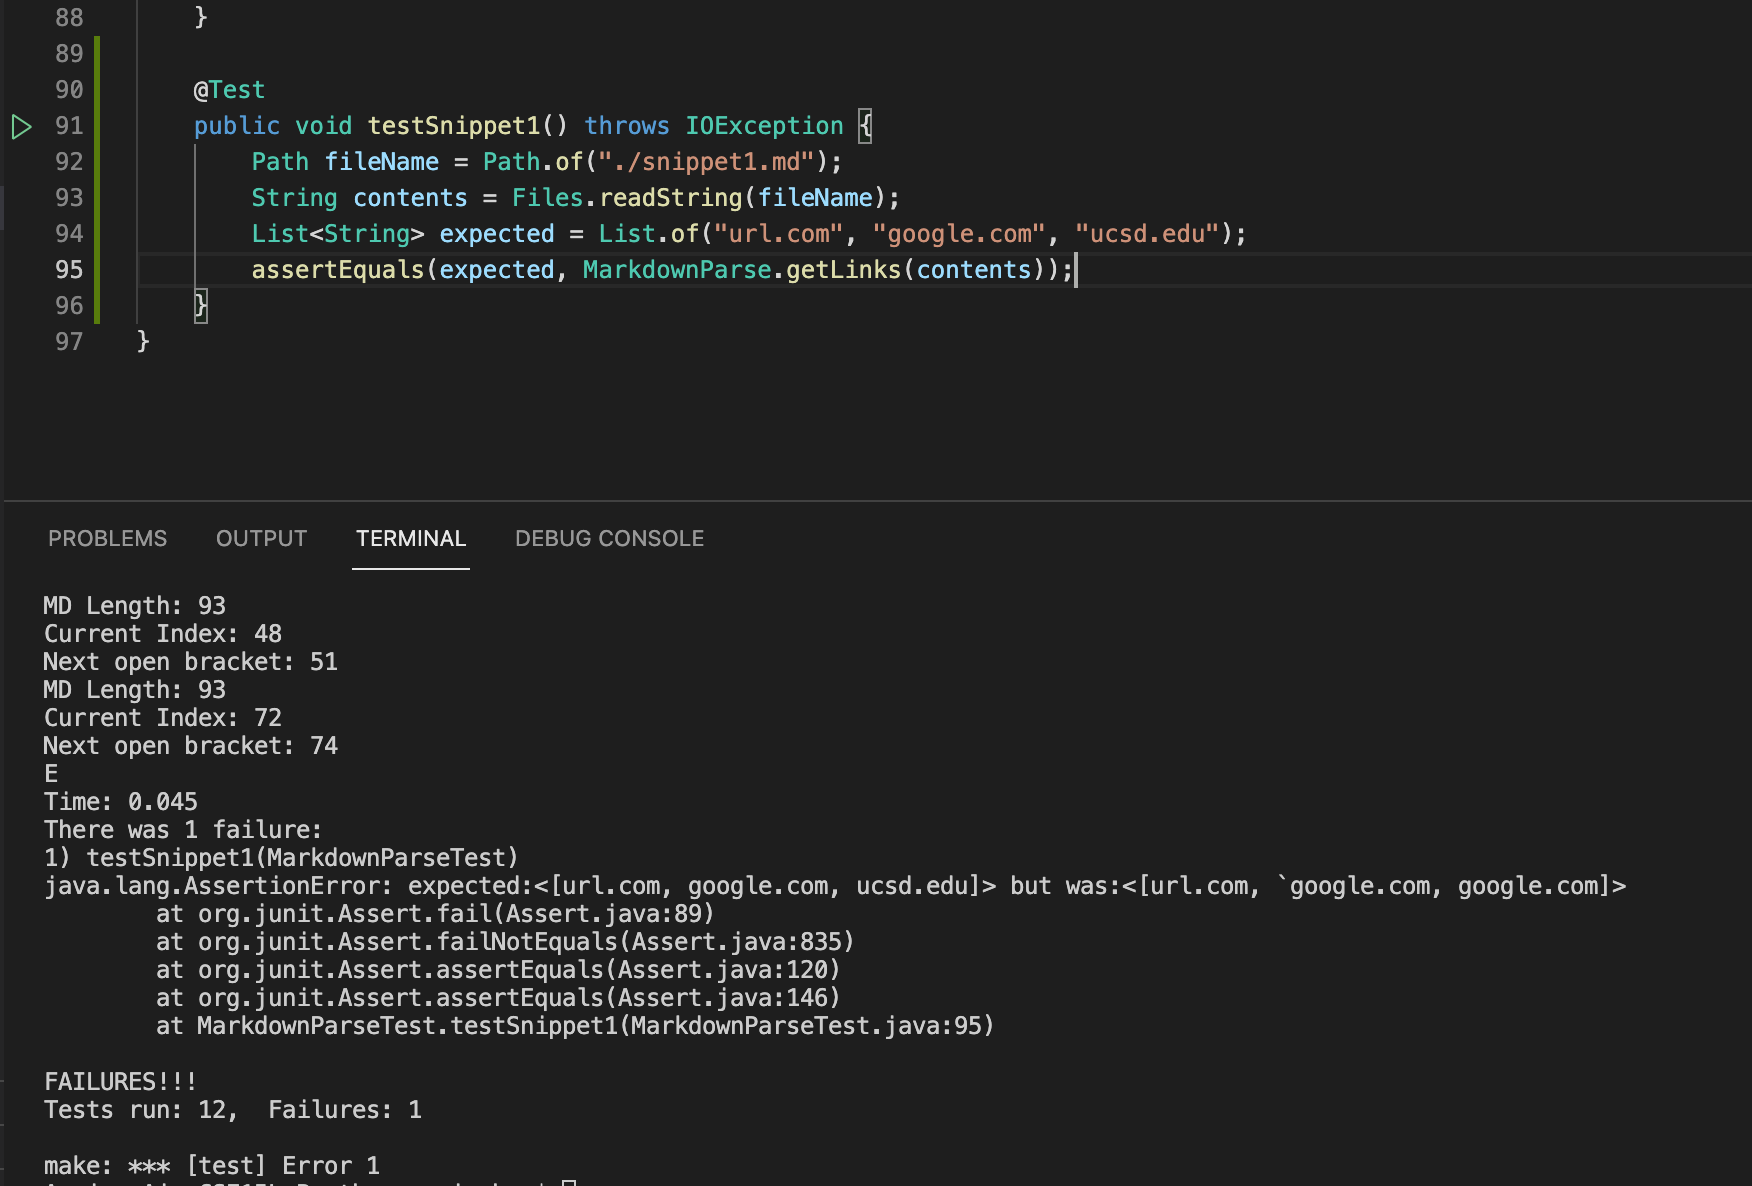 88 }
89
90 @Test
91 public void testSnippet1() throws IOException {
92 Path fileName = Path.of("./snippet1.md");
93 String contents = Files.readString(fileName);
94 List<String> expected = List.of("url.com", "google.com", "ucsd.edu");
95 assertEquals(expected, MarkdownParse.getLinks(contents));
96 }
97 }
PROBLEMS OUTPUT TERMINAL DEBUG CONSOLE
MD Length: 93
Current Index: 48
Next open bracket: 51
MD Length: 93
Current Index: 72
Next open bracket: 74
E
Time: 0.045
There was 1 failure:
1) testSnippet1(MarkdownParseTest)
java.lang.AssertionError: expected:<[url.com, google.com, ucsd.edu]> but was:<[url.com, `google.com, google.com]>
at org.junit.Assert.fail(Assert.java:89)
at org.junit.Assert.failNotEquals(Assert.java:835)
at org.junit.Assert.assertEquals(Assert.java:120)
at org.junit.Assert.assertEquals(Assert.java:146)
at MarkdownParseTest.testSnippet1(MarkdownParseTest.java:95)
FAILURES!!!
Tests run: 12, Failures: 1
make: *** [test] Error 1